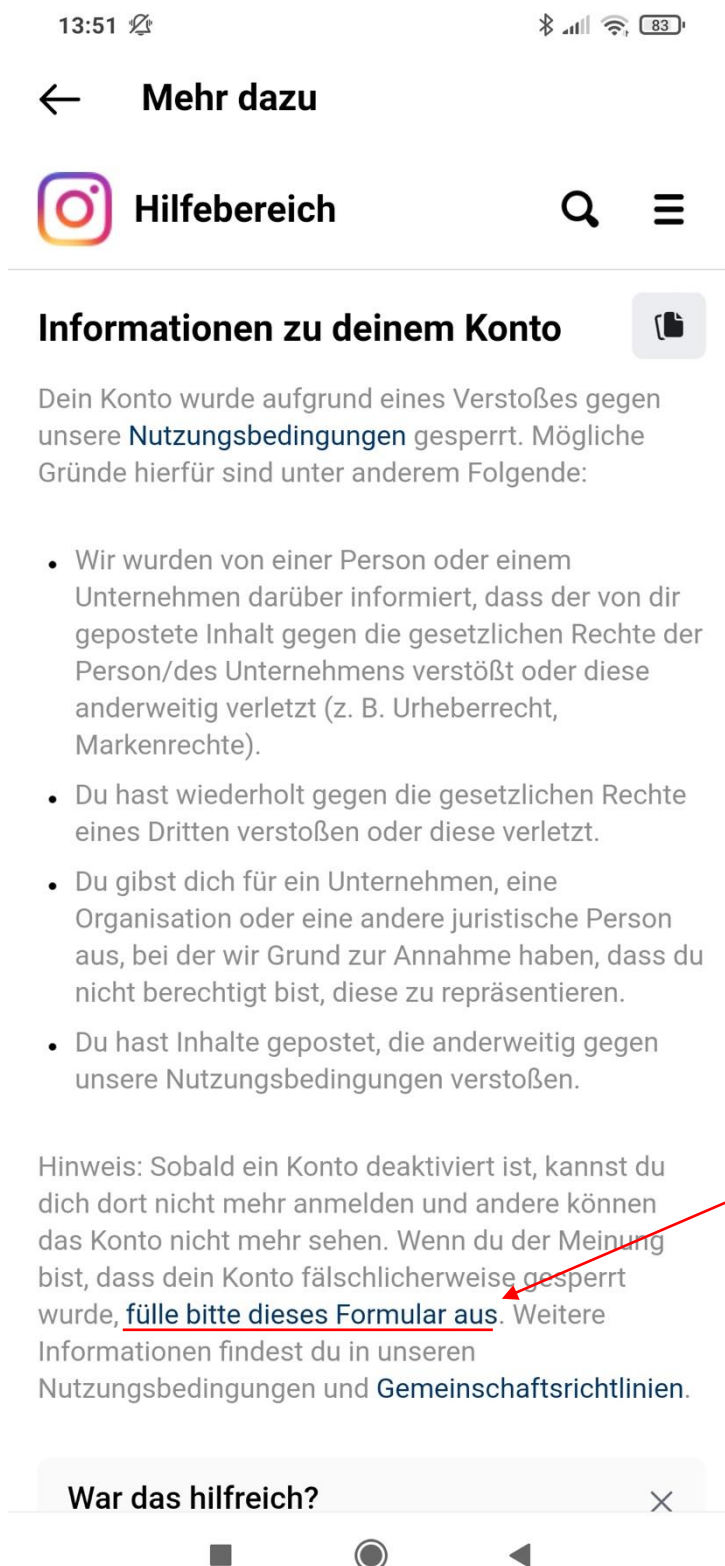 13:51
83
Mehr dazu
Hilfebereich
Informationen zu deinem Konto
Dein Konto wurde aufgrund eines Verstoßes gegen
unsere Nutzungsbedingungen gesperrt. Mögliche
Gründe hierfür sind unter anderem Folgende:
• Wir wurden von einer Person oder einem
Unternehmen darüber informiert, dass der von dir
gepostete Inhalt gegen die gesetzlichen Rechte der
Person/des Unternehmens verstößt oder diese
anderweitig verletzt (z. B. Urheberrecht,
Markenrechte).
• Du hast wiederholt gegen die gesetzlichen Rechte
eines Dritten verstoßen oder diese verletzt.
• Du gibst dich für ein Unternehmen, eine
Organisation oder eine andere juristische Person
aus, bei der wir Grund zur Annahme haben, dass du
nicht berechtigt bist, diese zu repräsentieren.
• Du hast Inhalte gepostet, die anderweitig gegen
unsere Nutzungsbedingungen verstoßen.
Hinweis: Sobald ein Konto deaktiviert ist, kannst du
dich dort nicht mehr anmelden und andere können
das Konto nicht mehr sehen. Wenn du der Meinung
bist, dass dein Konto fälschlicherweise gesperrt
wurde, fülle bitte dieses Formular aus. Weitere
Informationen findest du in unseren
Nutzungsbedingungen und Gemeinschaftsrichtlinien.
War das hilfreich?